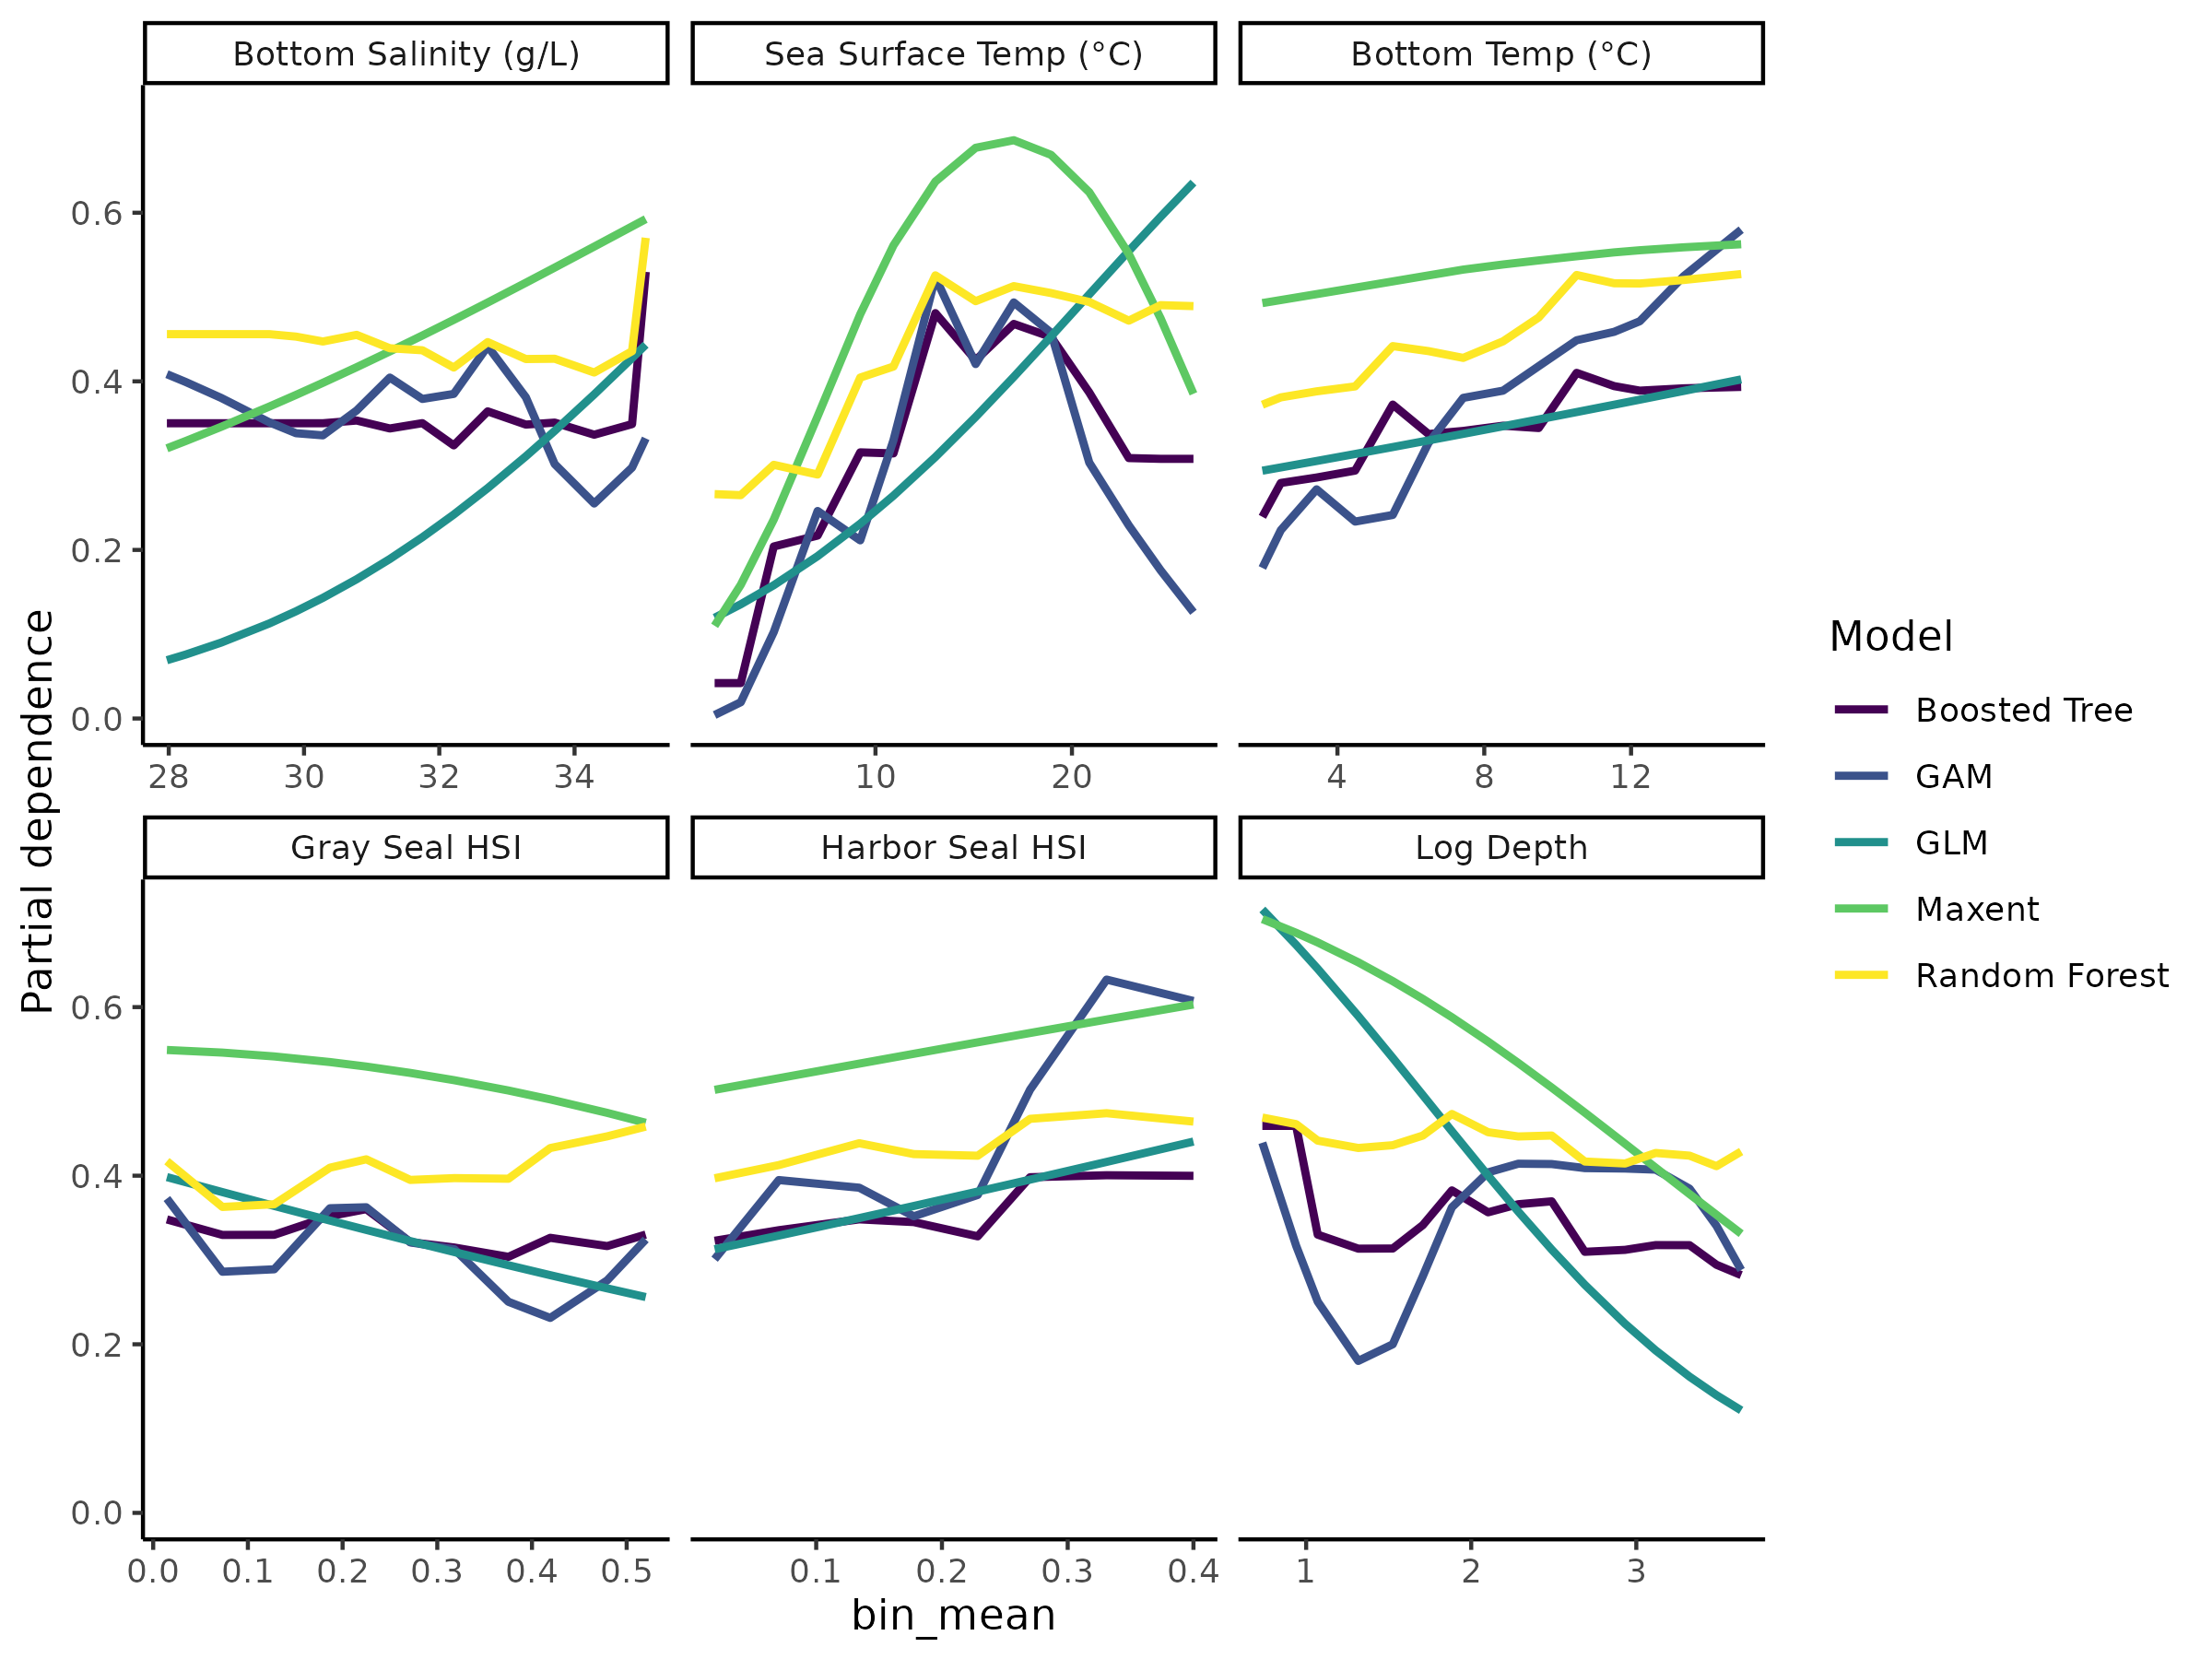 Bottom Salinity (g/L)
Sea Surface Temp (°C)
Bottom Temp (°C)
0.6
0.4
0.2
0.0
28 30 32 34
10 20
4 8 12
Gray Seal HSI
Harbor Seal HSI
Log Depth
0.6
0.4
0.2
0.0
0.0 0.1 0.2 0.3 0.4 0.5
0.1 0.2 0.3 0.4
1 2 3
Partial dependence
bin_mean
Model
Boosted Tree
GAM
GLM
Maxent
Random Forest